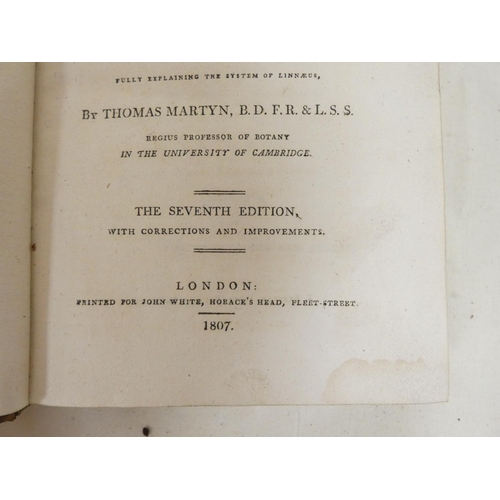 FULLY EXPLAINING THE SYSTEM OF LINNÆUS,
By THOMAS MARTYN, B.D. F.R. & L.S.S.
REGIUS PROFESSOR OF BOTANY
IN THE UNIVERSITY OF CAMBRIDGE.
THE SEVENTH EDITION,
WITH CORRECTIONS AND IMPROVEMENTS.
LONDON:
PRINTED FOR JOHN WHITE, HORACE'S HEAD, FLEET-STREET.
1807.